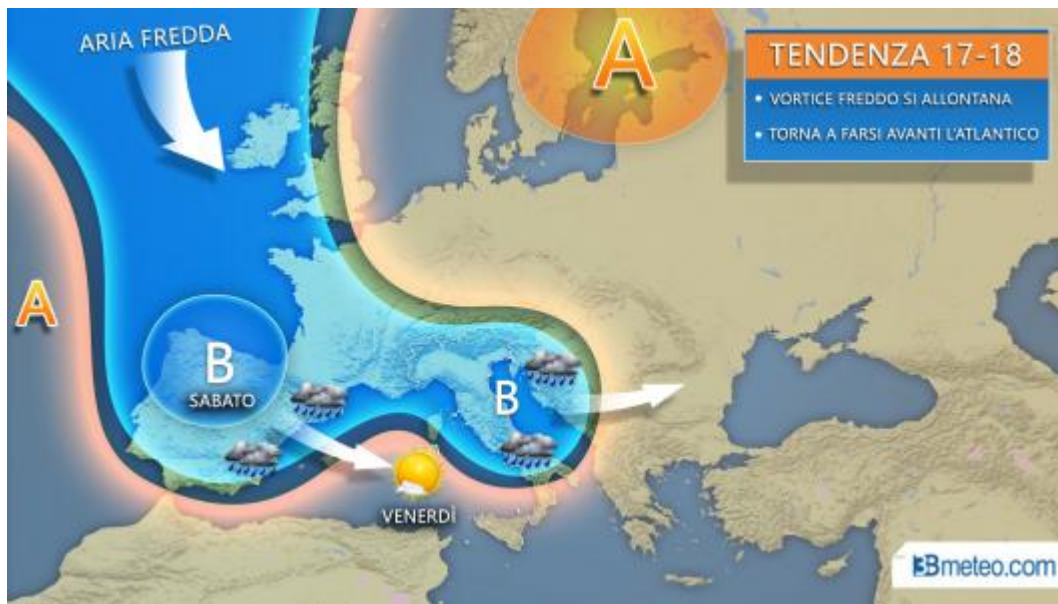 ARIA FREDDA
A
TENDENZA 17-18
• VORTICE FREDDO SI ALLONTANA
• TORNA A FARSI AVANTI L'ATLANTICO
A
B
SABATO
B
VENERDÌ
3Bmeteo.com